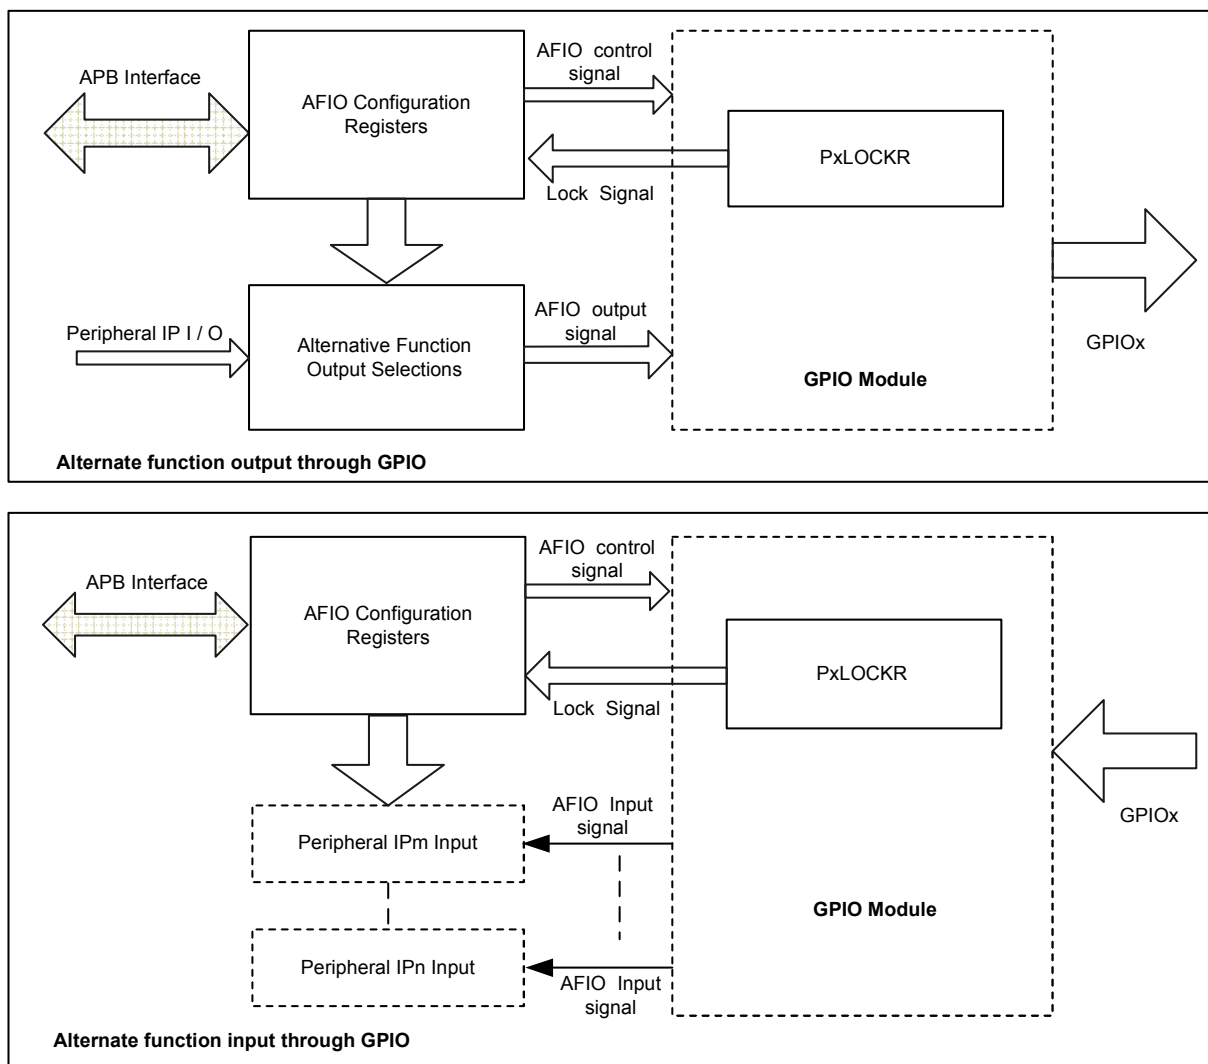 APB Interface
AFIO Configuration
Registers
AFIO control
signal
PxLOCKR
Lock Signal
Peripheral IP I / O
Alternative Function
Output Selections
AFIO output
signal
GPIO Module
GPIOx
Alternate function output through GPIO
APB Interface
AFIO Configuration
Registers
AFIO control
signal
PxLOCKR
Lock Signal
Peripheral IPm Input
AFIO Input
signal
GPIOx
GPIO Module
Peripheral IPn Input
AFIO Input
signal
Alternate function input through GPIO